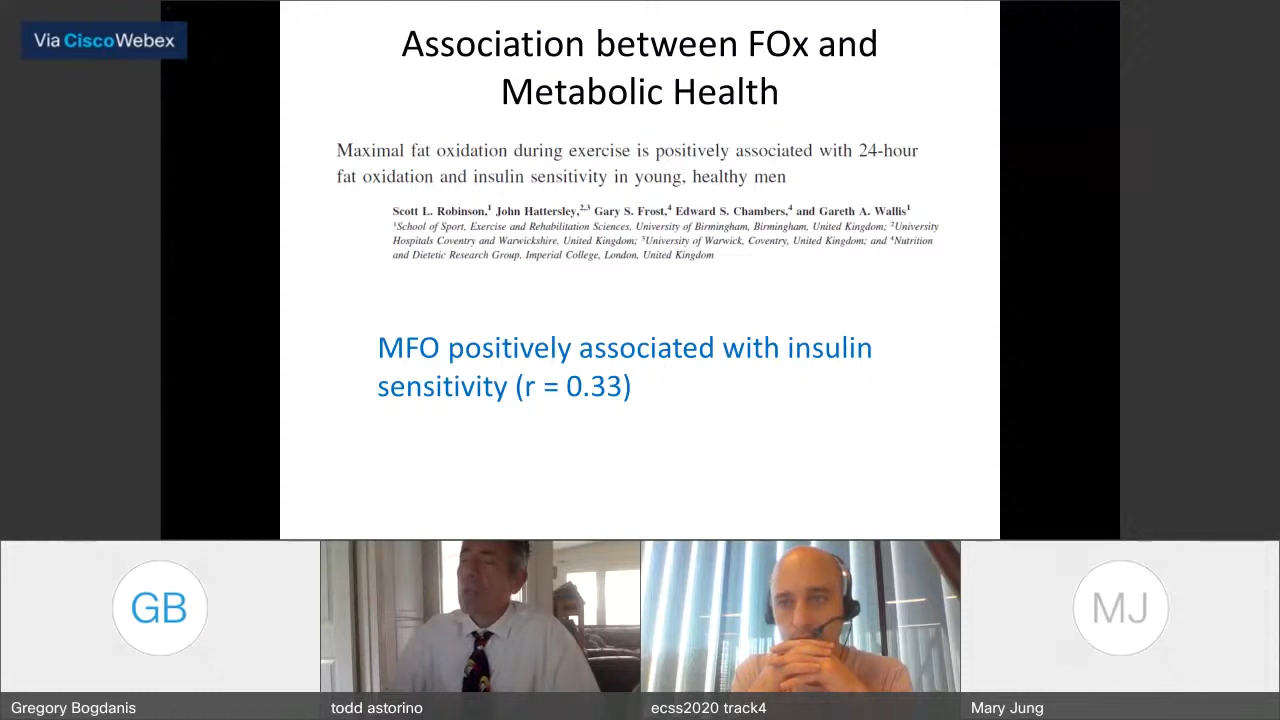 Via CiscoWebex
Association between FOx and
Metabolic Health
Maximal fat oxidation during exercise is positively associated with 24-hour
fat oxidation and insulin sensitivity in young, healthy men
Scott L. Robinson,1 John Hattersley,2,3 Gary S. Frost,4 Edward S. Chambers,4 and Gareth A. Wallis1
1School of Sport, Exercise and Rehabilitation Sciences, University of Birmingham, Birmingham, United Kingdom; 2University
Hospitals Coventry and Warwickshire, United Kingdom; 3University of Warwick, Coventry, United Kingdom; and 4Nutrition
and Dietetic Research Group, Imperial College, London, United Kingdom
MFO positively associated with insulin
sensitivity (r = 0.33)
GB
MJ
Gregory Bogdanis
todd astorino
ecss2020 track4
Mary Jung